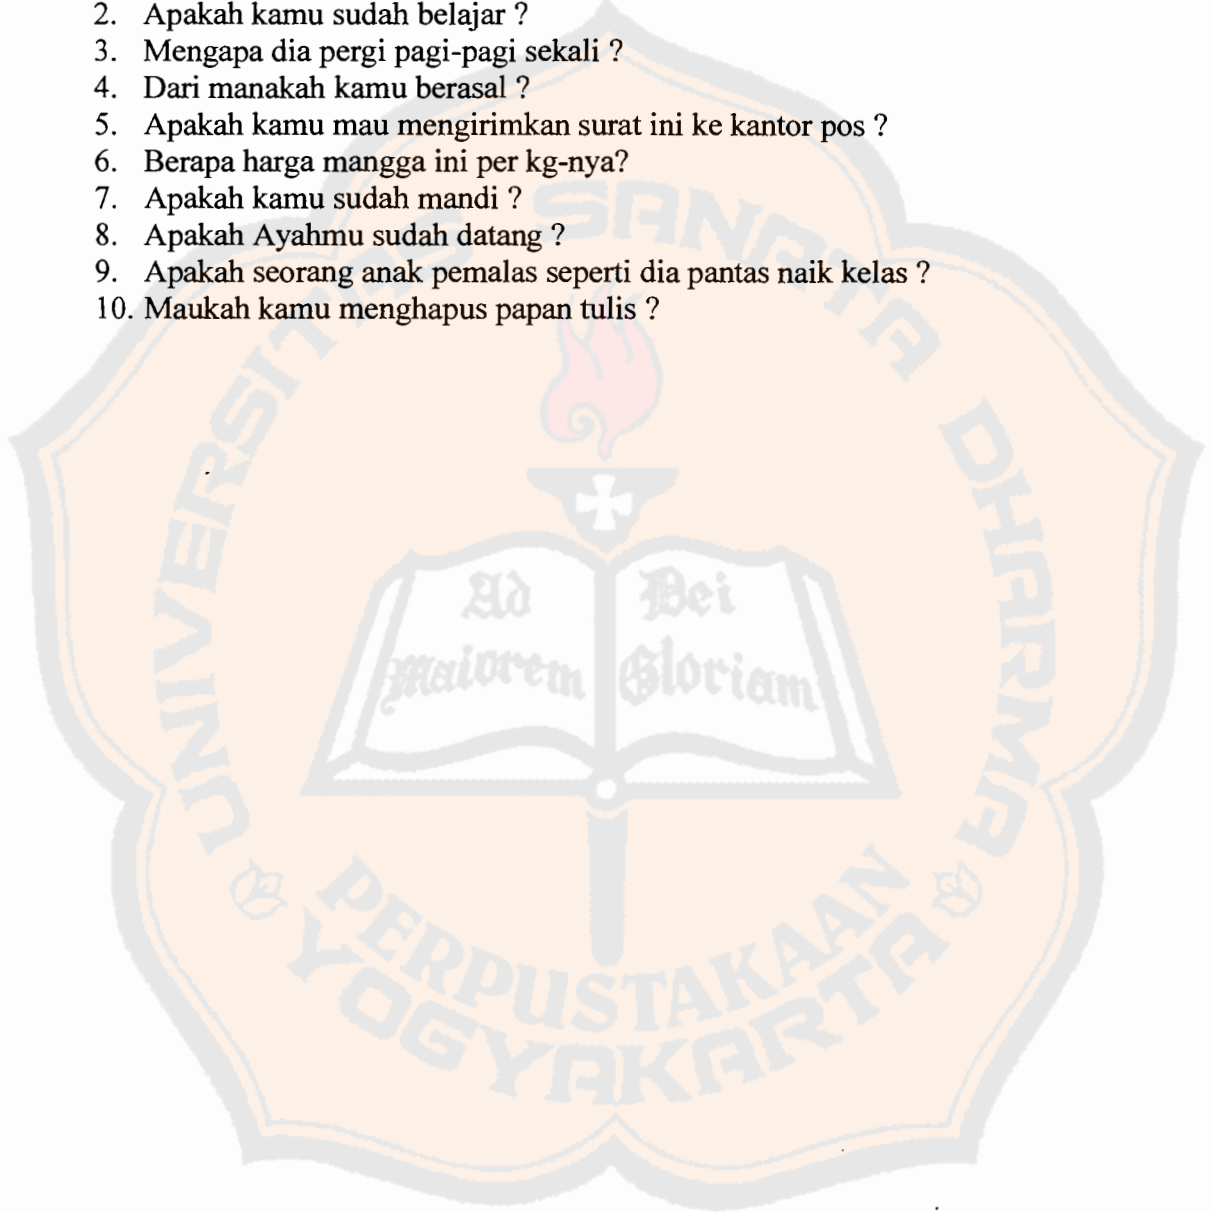 2. Apakah kamu sudah belajar ?
3. Mengapa dia pergi pagi-pagi sekali ?
4. Dari manakah kamu berasal ?
5. Apakah kamu mau mengirimkan surat ini ke kantor pos ?
6. Berapa harga mangga ini per kg-nya?
7. Apakah kamu sudah mandi ?
8. Apakah Ayahmu sudah datang ?
9. Apakah seorang anak pemalas seperti dia pantas naik kelas ?
10. Maukah kamu menghapus papan tulis ?
UNIVERSITAS SANATA DHARMA
Ad Dei
Maiorem Gloriam
PERPUSTAKAAN
YOGYAKARTA